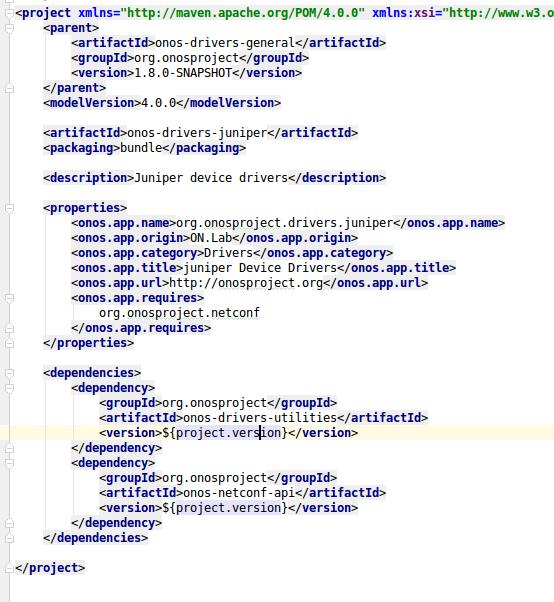 <project xmlns="http://maven.apache.org/POM/4.0.0" xmlns:xsi="http://www.w3.o
<parent>
<artifactId>onos-drivers-general</artifactId>
<groupId>org.onosproject</groupId>
<version>1.8.0-SNAPSHOT</version>
</parent>
<modelVersion>4.0.0</modelVersion>
<artifactId>onos-drivers-juniper</artifactId>
<packaging>bundle</packaging>
<description>Juniper device drivers</description>
<properties>
<onos.app.name>org.onosproject.drivers.juniper</onos.app.name>
<onos.app.origin>ON.Lab</onos.app.origin>
<onos.app.category>Drivers</onos.app.category>
<onos.app.title>juniper Device Drivers</onos.app.title>
<onos.app.url>http://onosproject.org</onos.app.url>
<onos.app.requires>
org.onosproject.netconf
</onos.app.requires>
</properties>
<dependencies>
<dependency>
<groupId>org.onosproject</groupId>
<artifactId>onos-drivers-utilities</artifactId>
<version>${project.version}</version>
</dependency>
<dependency>
<groupId>org.onosproject</groupId>
<artifactId>onos-netconf-api</artifactId>
<version>${project.version}</version>
</dependency>
</dependencies>
</project>